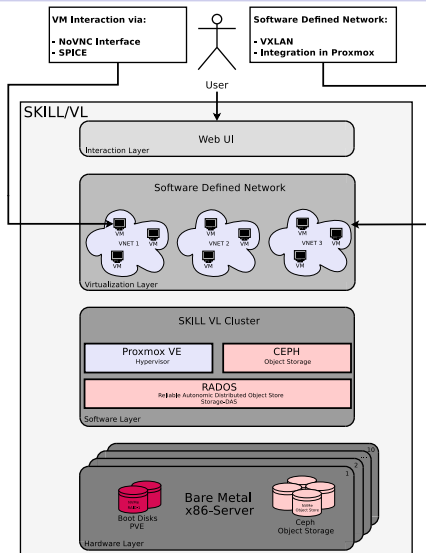 VM Interaction via:
- NoVNC Interface
- SPICE
Software Defined Network:
- VXLAN
- Integration in Proxmox
User
SKILL/VL
Web UI
Interaction Layer
Software Defined Network
VM
VNET 1
VM
VM
VM
VNET 2
VM
VM
VM
VNET 3
VM
VM
Virtualization Layer
SKILL VL Cluster
Proxmox VE
Hypervisor
CEPH
Object Storage
RADOS
Reliable Autonomic Distributed Object Store
Storage-DAS
Software Layer
10
...
2
1
Bare Metal
x86-Server
Boot Disks
PVE
Object Store
Ceph
Object Storage
Hardware Layer